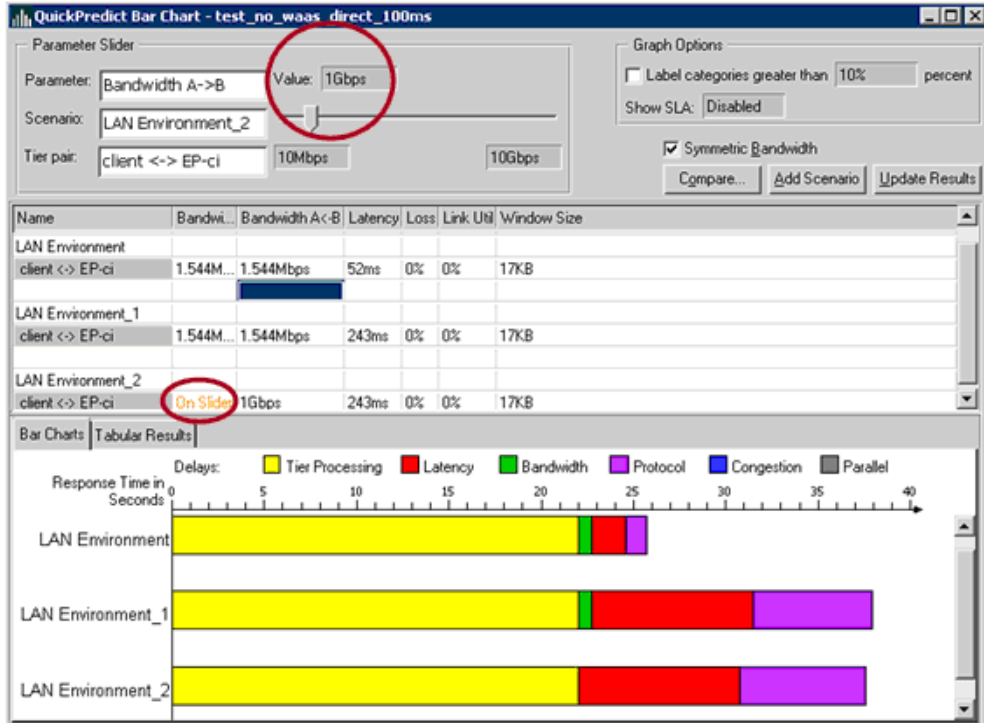 QuickPredict Bar Chart - test_no_waas_direct_100ms
Parameter Slider
Parameter: Bandwidth A->B Value: 1Gbps
Scenario: LAN Environment_2
Tier pair: client <-> EP-ci 10Mbps 10Gbps
Graph Options
Label categories greater than 10% percent
Show SLA: Disabled
Symmetric Bandwidth
Compare... Add Scenario Update Results
Name Bandwi... Bandwidth A<-B Latency Loss Link Util Window Size
LAN Environment
client <-> EP-ci 1.544M... 1.544Mbps 52ms 0% 0% 17KB
LAN Environment_1
client <-> EP-ci 1.544M... 1.544Mbps 243ms 0% 0% 17KB
LAN Environment_2
client <-> EP-ci On Slider 1Gbps 243ms 0% 0% 17KB
Bar Charts Tabular Results
Delays: Tier Processing Latency Bandwidth Protocol Congestion Parallel
Response Time in Seconds 0 5 10 15 20 25 30 35 40
LAN Environment
LAN Environment_1
LAN Environment_2